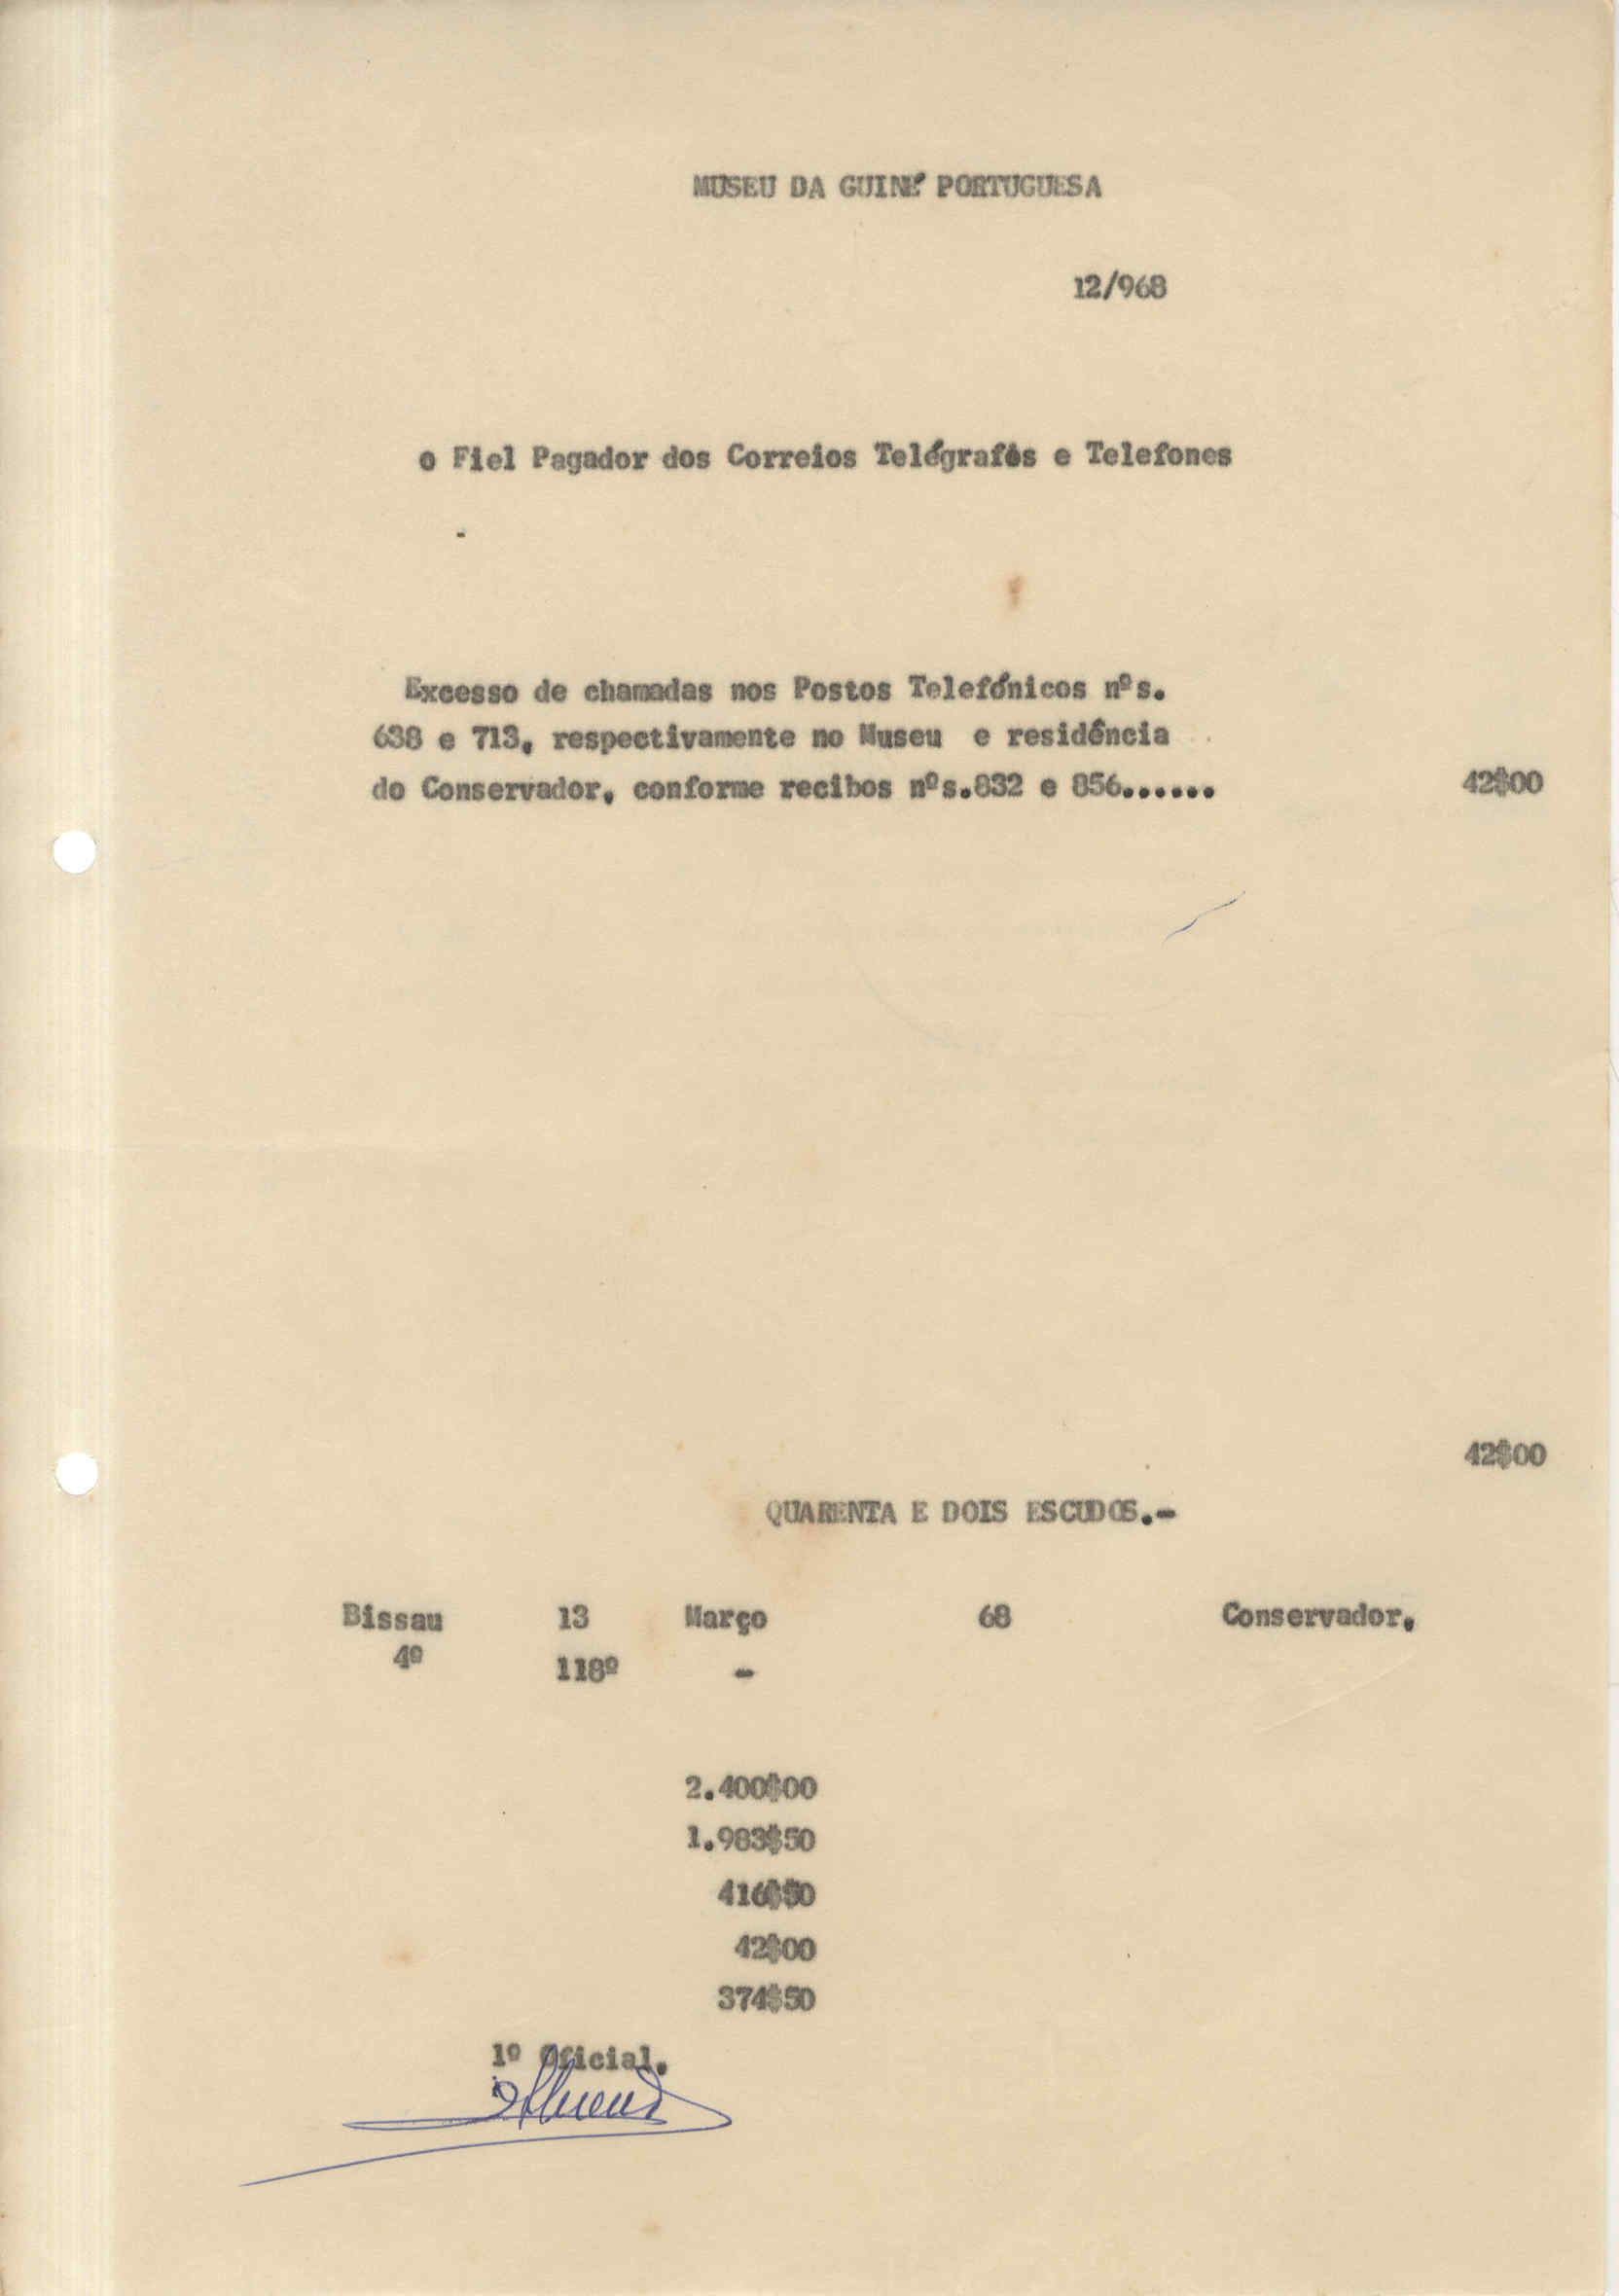 MUSEU DA GUINÉ PORTUGUESA
12/968
o Fiel Pagador dos Correios Telégrafos e Telefones
-
Excesso de chamadas nos Postos Telefónicos nºs.
638 e 713, respectivamente no Museu e residência
do Conservador, conforme recibos nºs.832 e 856...... 42$00
42$00
QUARENTA E DOIS ESCUDOS.-
Bissau 13 Março 68 Conservador,
4º 118º -
2.400$00
1.983$50
416$50
42$00
374$50
1º Oficial,